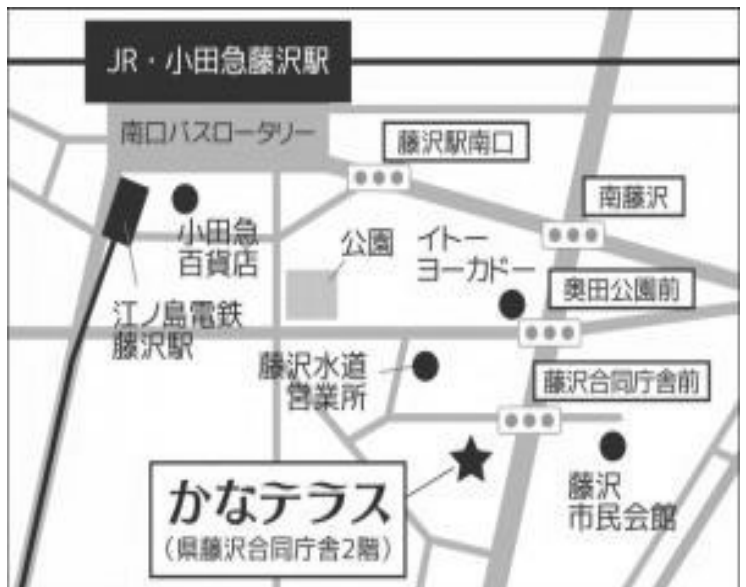 JR・小田急藤沢駅
南口バスロータリー
藤沢駅南口
南藤沢
小田急
百貨店
公園
イトー
ヨーカドー
奥田公園前
江ノ島電鉄
藤沢駅
藤沢水道
営業所
藤沢合同庁舎前
かなテラス
(県藤沢合同庁舎2階)
藤沢
市民会館